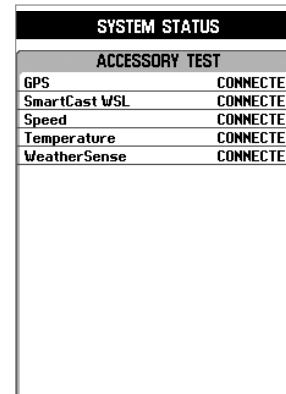 SYSTEM STATUS
ACCESSORY TEST
GPS CONNECTE
SmartCast WSL CONNECTE
Speed CONNECTE
Temperature CONNECTE
WeatherSense CONNECTE